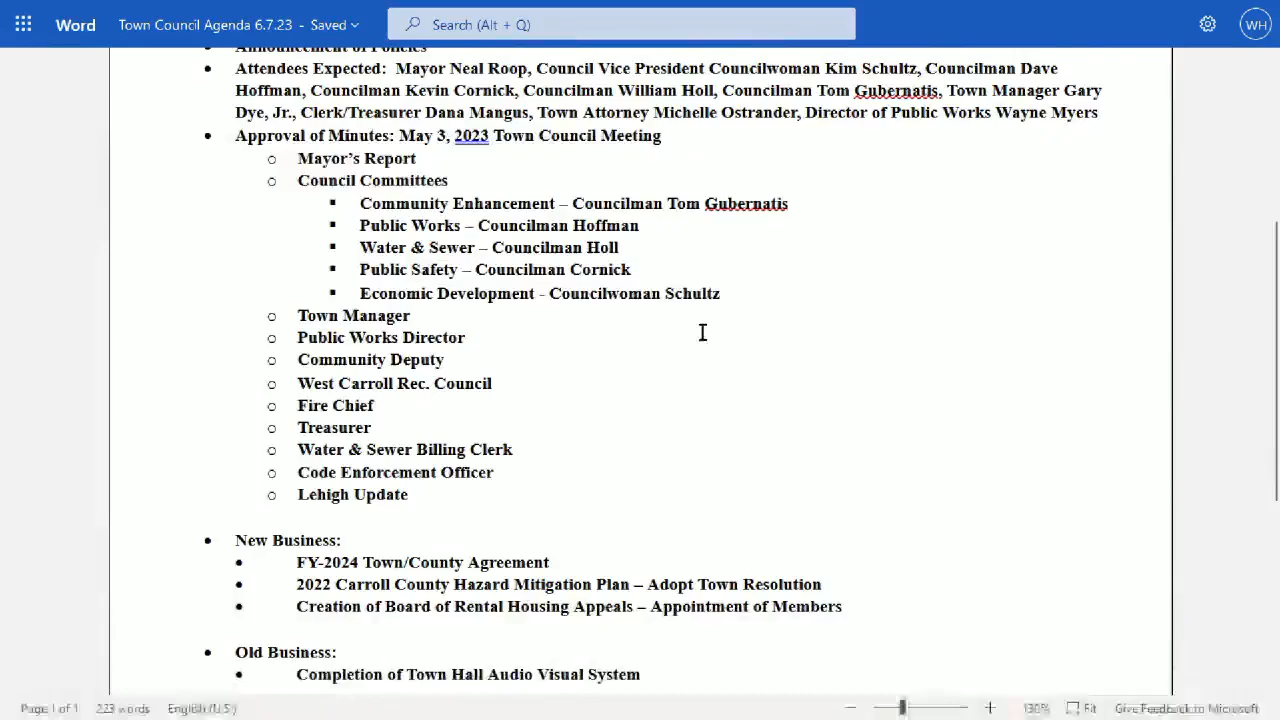 Word Town Council Agenda 6.7.23 - Saved Search (Alt + Q) WH
Announcement of Policies
Attendees Expected: Mayor Neal Roop, Council Vice President Councilwoman Kim Schultz, Councilman Dave
Hoffman, Councilman Kevin Cornick, Councilman William Holl, Councilman Tom Gubernatis, Town Manager Gary
Dye, Jr., Clerk/Treasurer Dana Mangus, Town Attorney Michelle Ostrander, Director of Public Works Wayne Myers
Approval of Minutes: May 3, 2023 Town Council Meeting
Mayor’s Report
Council Committees
Community Enhancement – Councilman Tom Gubernatis
Public Works – Councilman Hoffman
Water & Sewer – Councilman Holl
Public Safety – Councilman Cornick
Economic Development - Councilwoman Schultz
Town Manager
Public Works Director
Community Deputy
West Carroll Rec. Council
Fire Chief
Treasurer
Water & Sewer Billing Clerk
Code Enforcement Officer
Lehigh Update
New Business:
FY-2024 Town/County Agreement
2022 Carroll County Hazard Mitigation Plan – Adopt Town Resolution
Creation of Board of Rental Housing Appeals – Appointment of Members
Old Business:
Completion of Town Hall Audio Visual System
Page 1 of 1 223 words English (U.S.) 130% Fit Give Feedback to Microsoft